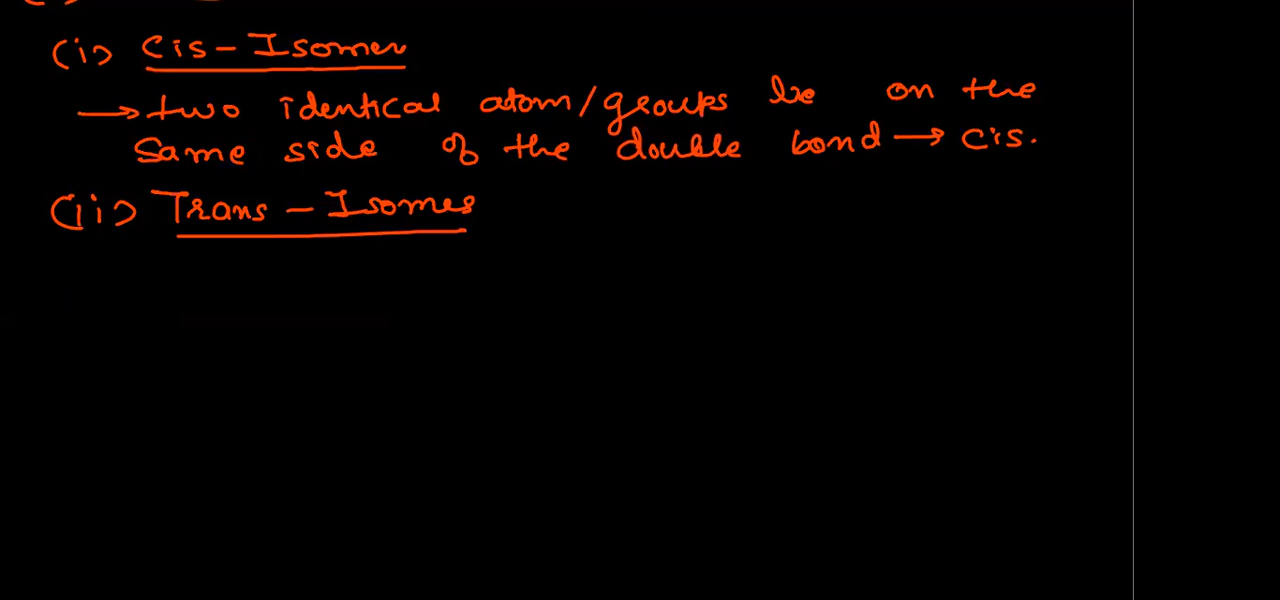 (i) Cis-Isomer
→ two identical atom/groups lie on the
same side of the double bond → cis.
(ii) Trans-Isomer